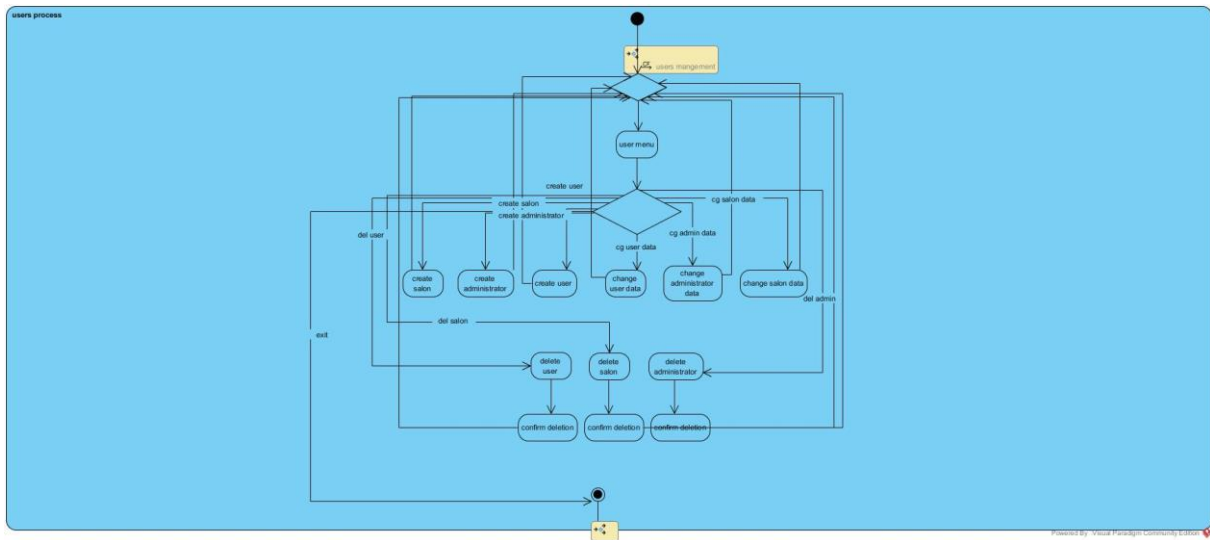 users process
users mangement
user menu
create user
create salon
cg salon data
create administrator
del user
cg admin data
cg user data
create
salon
create
administrator
create user
change
user data
change
administrator
data
change salon data
del admin
del salon
exit
delete
user
delete
salon
delete
administrator
confirm deletion
confirm deletion
confirm deletion
Powered By: Visual Paradigm Community Edition